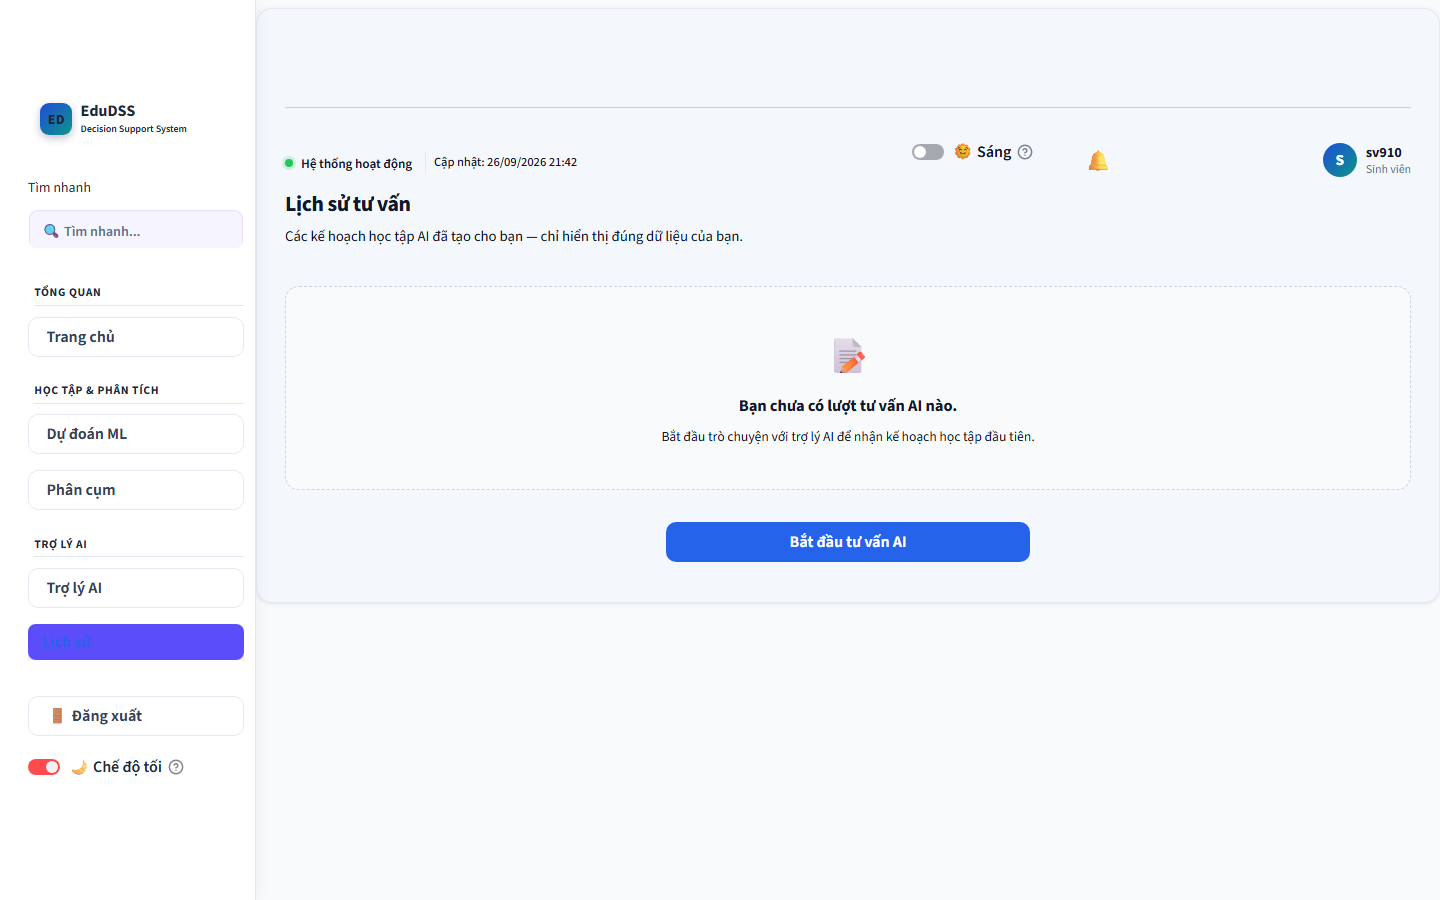 ED
EduDSS
Decision Support System
Tìm nhanh
Tìm nhanh...
TỔNG QUAN
Trang chủ
HỌC TẬP & PHÂN TÍCH
Dự đoán ML
Phân cụm
TRỢ LÝ AI
Trợ lý AI
Lịch sử
Đăng xuất
Chế độ tối
Hệ thống hoạt động
Cập nhật: 26/09/2026 21:42
Sáng
S
sv910
Sinh viên
Lịch sử tư vấn
Các kế hoạch học tập AI đã tạo cho bạn — chỉ hiển thị đúng dữ liệu của bạn.
Bạn chưa có lượt tư vấn AI nào.
Bắt đầu trò chuyện với trợ lý AI để nhận kế hoạch học tập đầu tiên.
Bắt đầu tư vấn AI